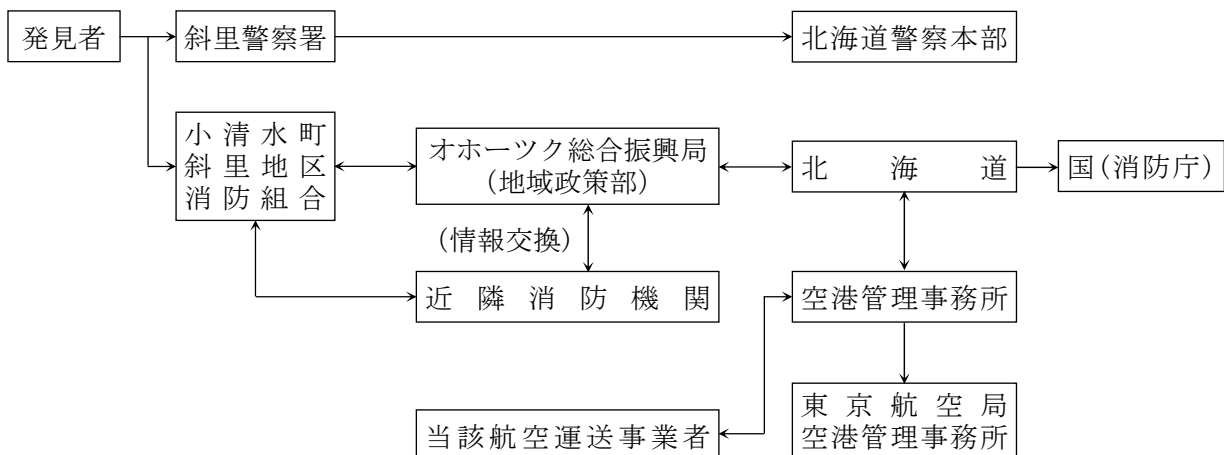 発見者
斜里警察署
北海道警察本部
小清水町
斜里地区
消防組合
オホーツク総合振興局
（地域政策部）
北海道
国（消防庁）
（情報交換）
近隣消防機関
空港管理事務所
当該航空運送事業者
東京航空局
空港管理事務所